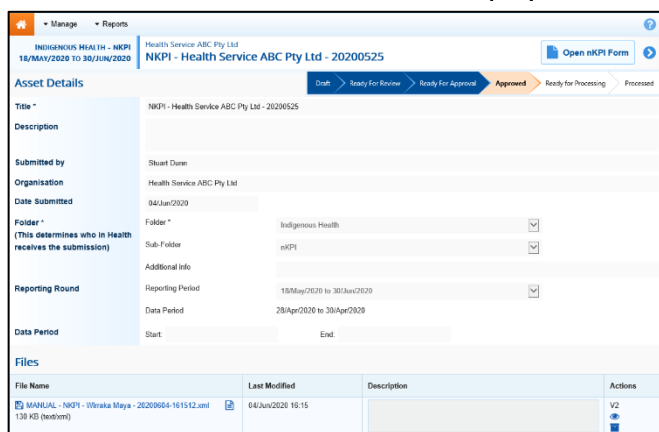 Manage Reports
INDIGENOUS HEALTH - NKPI
18/MAY/2020 TO 30/JUN/2020
Health Service ABC Pty Ltd
NKPI - Health Service ABC Pty Ltd - 20200525
Open nKPI Form
Asset Details
Draft Ready For Review Ready For Approval Approved Ready for Processing Processed
Title * NKPI - Health Service ABC Pty Ltd - 20200525
Description
Submitted by Stuart Dunn
Organisation Health Service ABC Pty Ltd
Date Submitted 04/Jun/2020
Folder * Folder * Indigenous Health
(This determines who in Health
receives the submission) Sub-Folder nKPI
Additional Info
Reporting Round Reporting Period 18/May/2020 to 30/Jun/2020
Data Period 28/Apr/2020 to 30/Apr/2020
Data Period Start: End:
Files
File Name Last Modified Description Actions
MANUAL - NKPI - Wirraka Maya - 20200604-161512.xml 04/Jun/2020 16:15 V2
130 KB (text/xml)